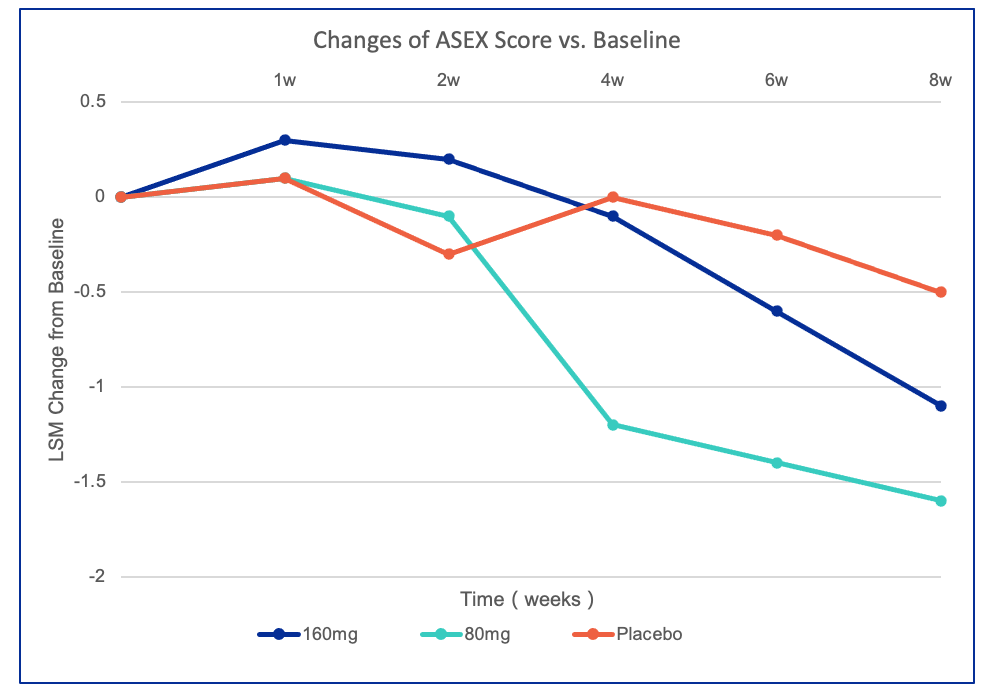 Changes of ASEX Score vs. Baseline
1w 2w 4w 6w 8w
0.5
0
-0.5
-1
-1.5
-2
LSM Change from Baseline
Time ( weeks )
160mg 80mg Placebo